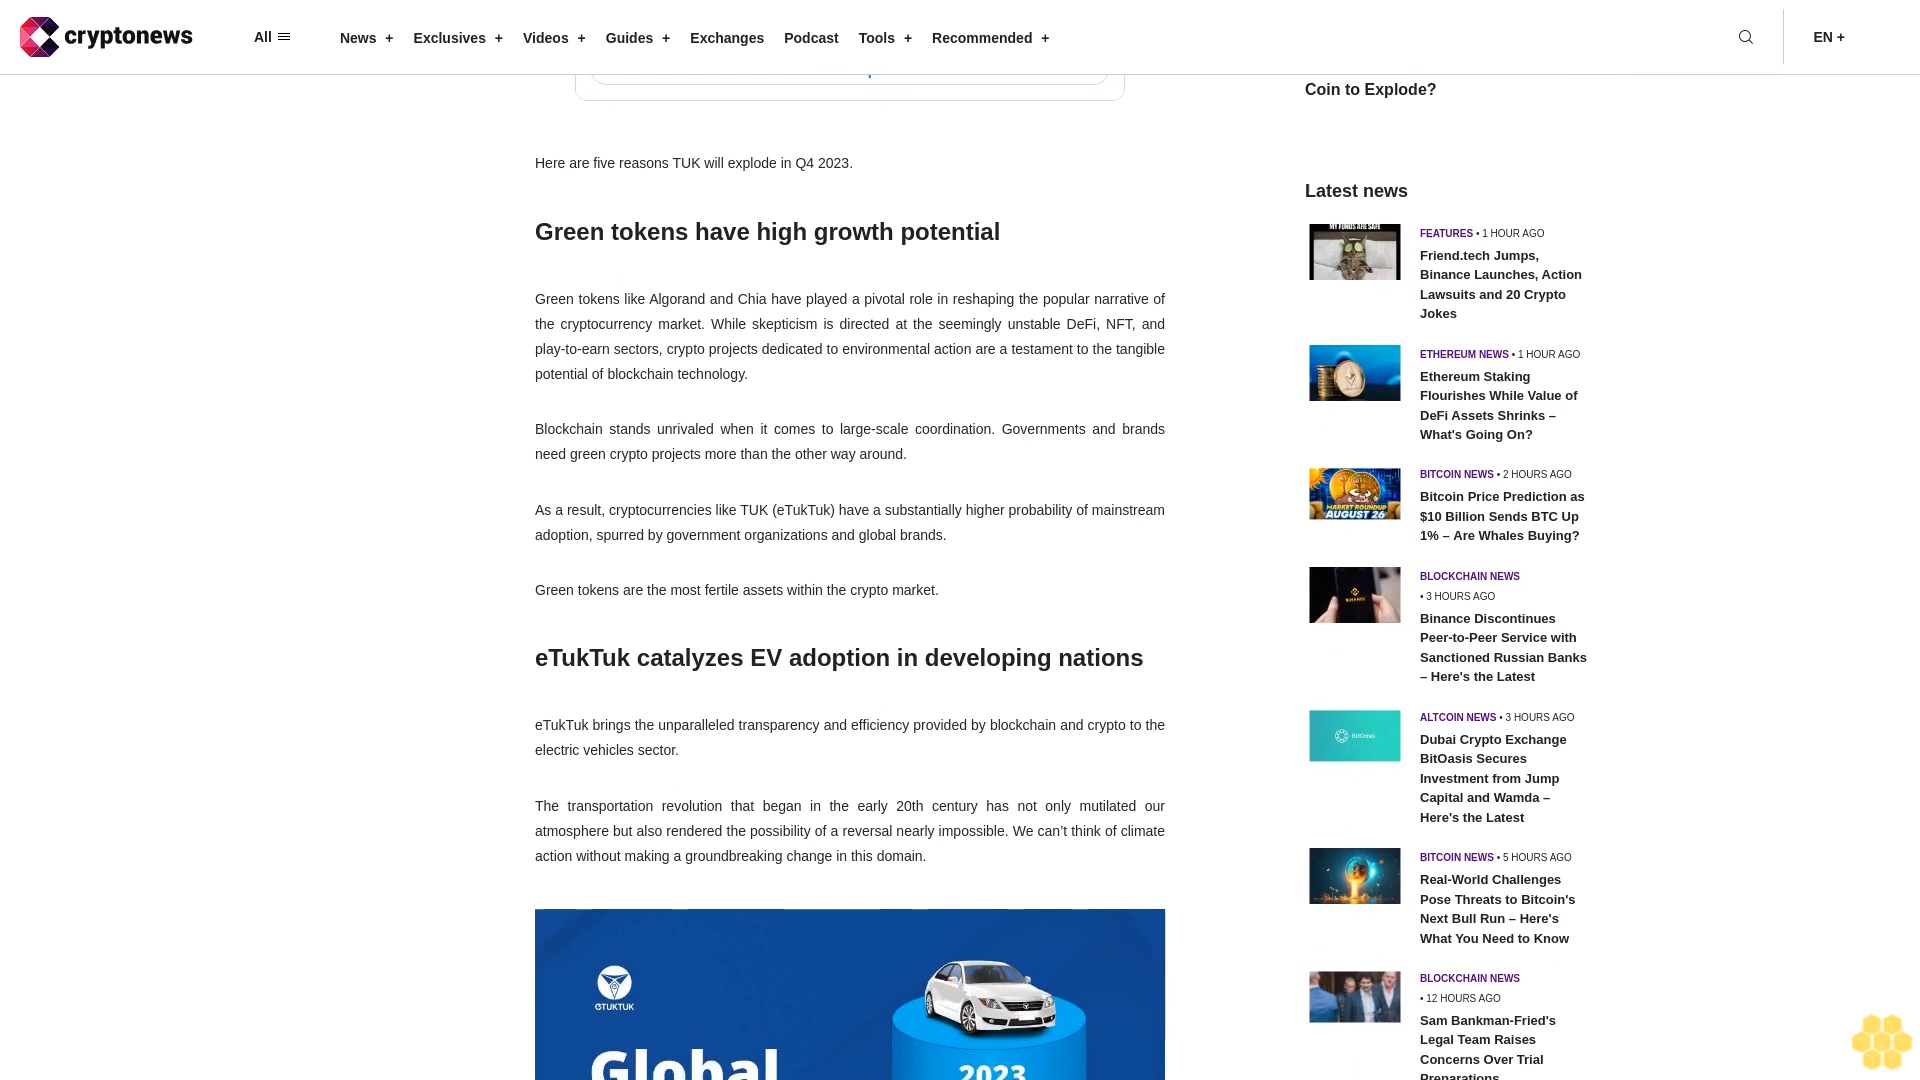 cryptonews
All
News +
Exclusives +
Videos +
Guides +
Exchanges
Podcast
Tools +
Recommended +
EN +
Here are five reasons TUK will explode in Q4 2023.
Green tokens have high growth potential
Green tokens like Algorand and Chia have played a pivotal role in reshaping the popular narrative of
the cryptocurrency market. While skepticism is directed at the seemingly unstable DeFi, NFT, and
play-to-earn sectors, crypto projects dedicated to environmental action are a testament to the tangible
potential of blockchain technology.
Blockchain stands unrivaled when it comes to large-scale coordination. Governments and brands
need green crypto projects more than the other way around.
As a result, cryptocurrencies like TUK (eTukTuk) have a substantially higher probability of mainstream
adoption, spurred by government organizations and global brands.
Green tokens are the most fertile assets within the crypto market.
eTukTuk catalyzes EV adoption in developing nations
eTukTuk brings the unparalleled transparency and efficiency provided by blockchain and crypto to the
electric vehicles sector.
The transportation revolution that began in the early 20th century has not only mutilated our
atmosphere but also rendered the possibility of a reversal nearly impossible. We can’t think of climate
action without making a groundbreaking change in this domain.
eTUKTUK
Global
2023
Coin to Explode?
Latest news
MY FUNDS ARE SAFE
FEATURES • 1 HOUR AGO
Friend.tech Jumps,
Binance Launches, Action
Lawsuits and 20 Crypto
Jokes
ETHEREUM NEWS • 1 HOUR AGO
Ethereum Staking
Flourishes While Value of
DeFi Assets Shrinks –
What's Going On?
MARKET ROUNDUP
AUGUST 26
BITCOIN NEWS • 2 HOURS AGO
Bitcoin Price Prediction as
$10 Billion Sends BTC Up
1% – Are Whales Buying?
BINANCE
BLOCKCHAIN NEWS
• 3 HOURS AGO
Binance Discontinues
Peer-to-Peer Service with
Sanctioned Russian Banks
– Here's the Latest
BitOasis
ALTCOIN NEWS • 3 HOURS AGO
Dubai Crypto Exchange
BitOasis Secures
Investment from Jump
Capital and Wamda –
Here's the Latest
BITCOIN NEWS • 5 HOURS AGO
Real-World Challenges
Pose Threats to Bitcoin's
Next Bull Run – Here's
What You Need to Know
BLOCKCHAIN NEWS
• 12 HOURS AGO
Sam Bankman-Fried's
Legal Team Raises
Concerns Over Trial
Preparations